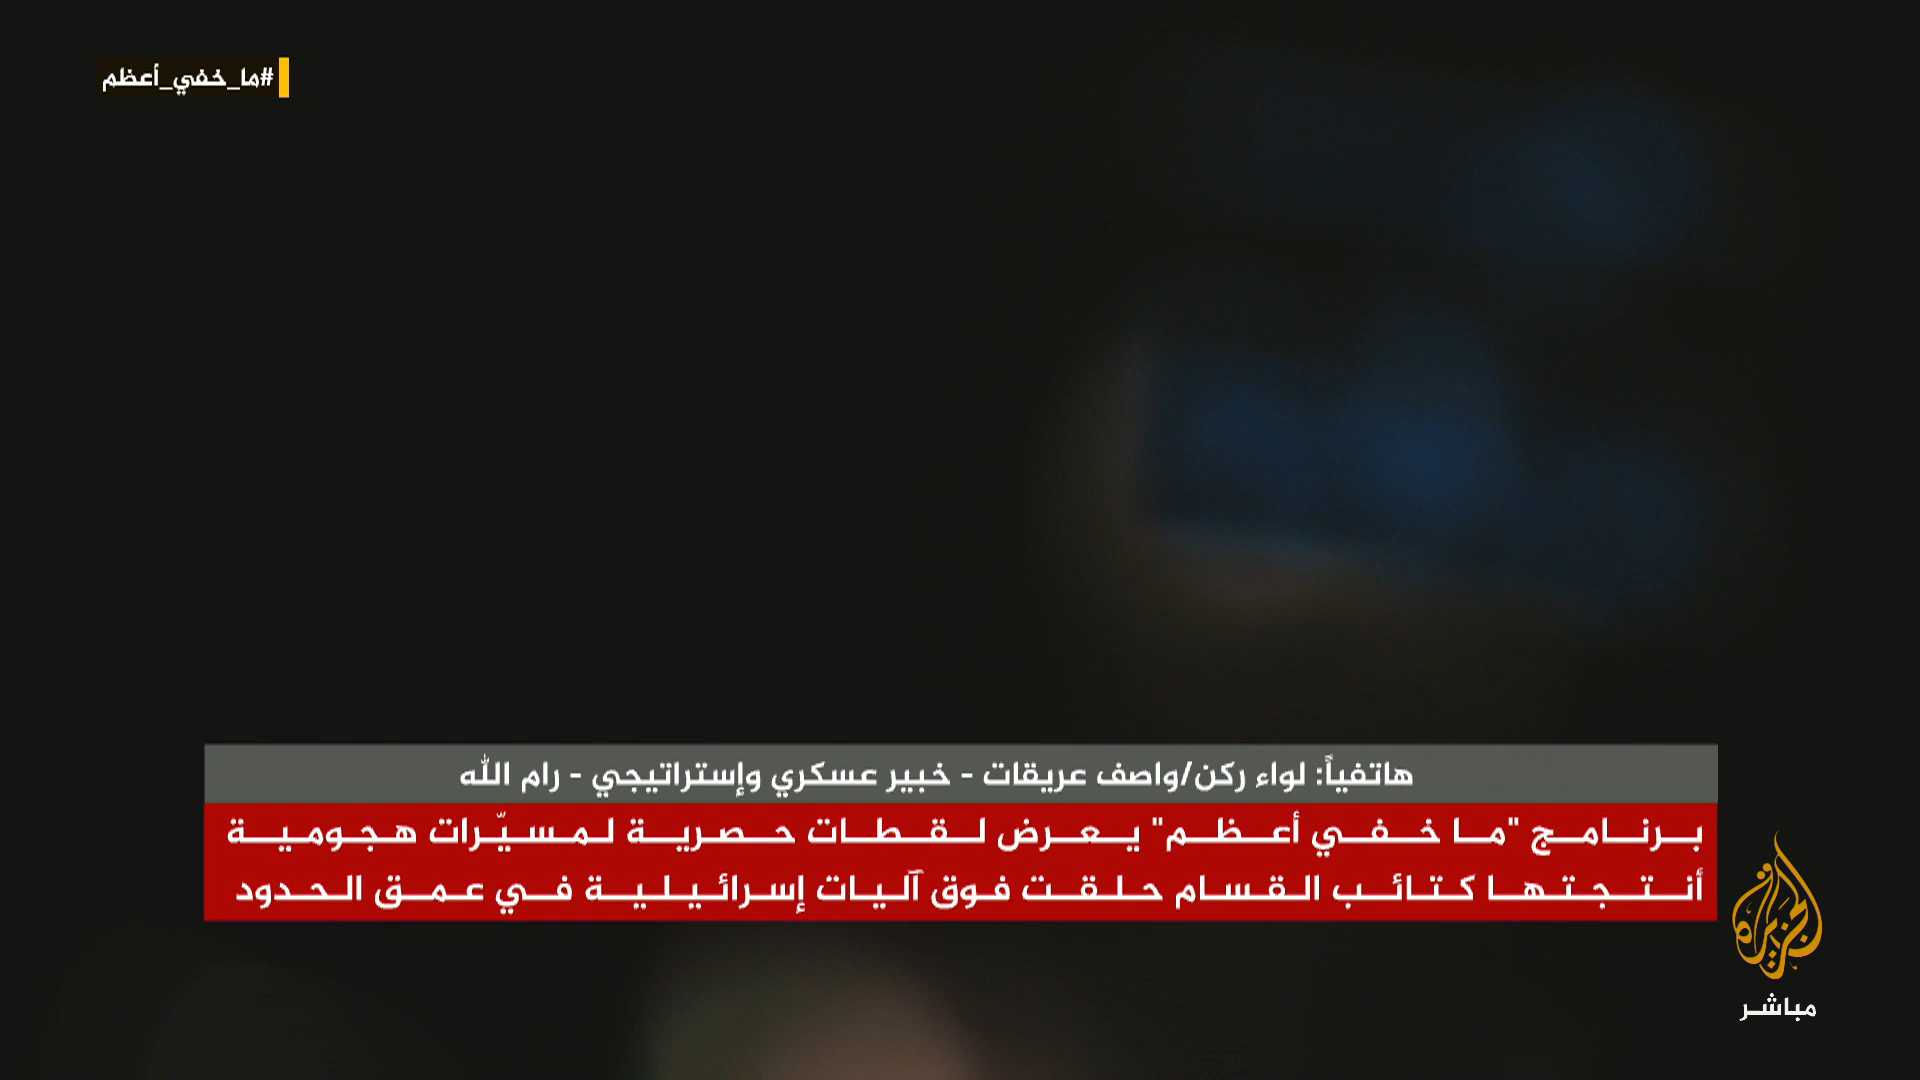 #ما_خفي_أعظم
هاتفياً: لواء ركن/واصف عريقات - خبير عسكري وإستراتيجي - رام الله
برنامج "ما خفي أعظم" يعرض لقطات حصرية لمسيّرات هجومية
أنتجتها كتائب القسام حلقت فوق آليات إسرائيلية في عمق الحدود
الجزيرة
مباشر